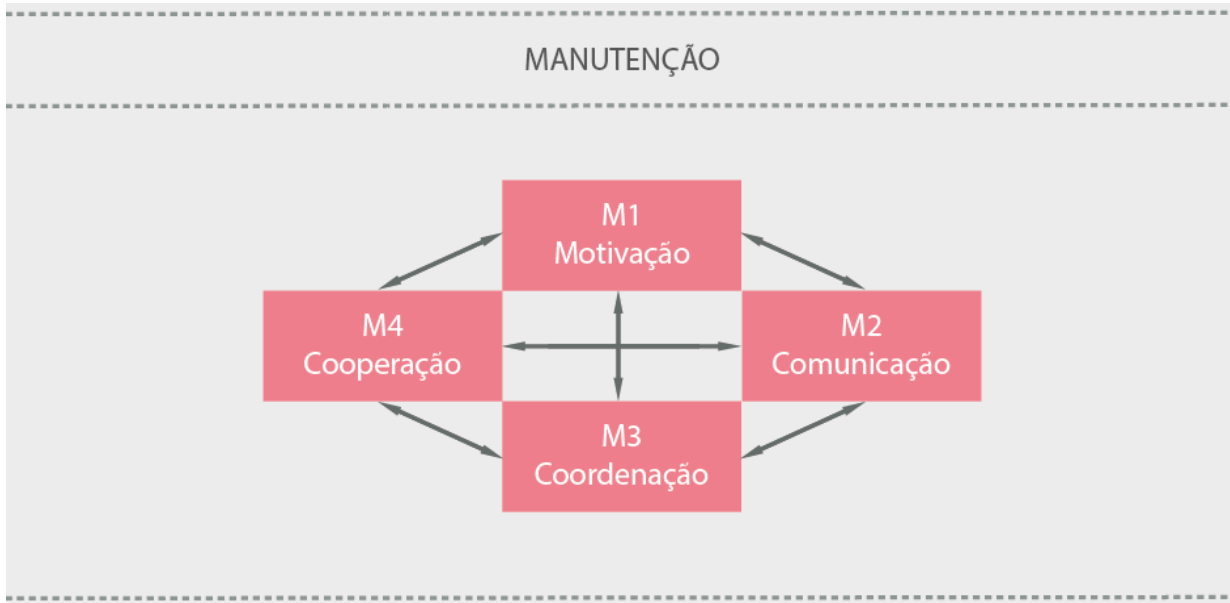 MANUTENÇÃO
M1
Motivação
M4
Cooperação
M2
Comunicação
M3
Coordenação